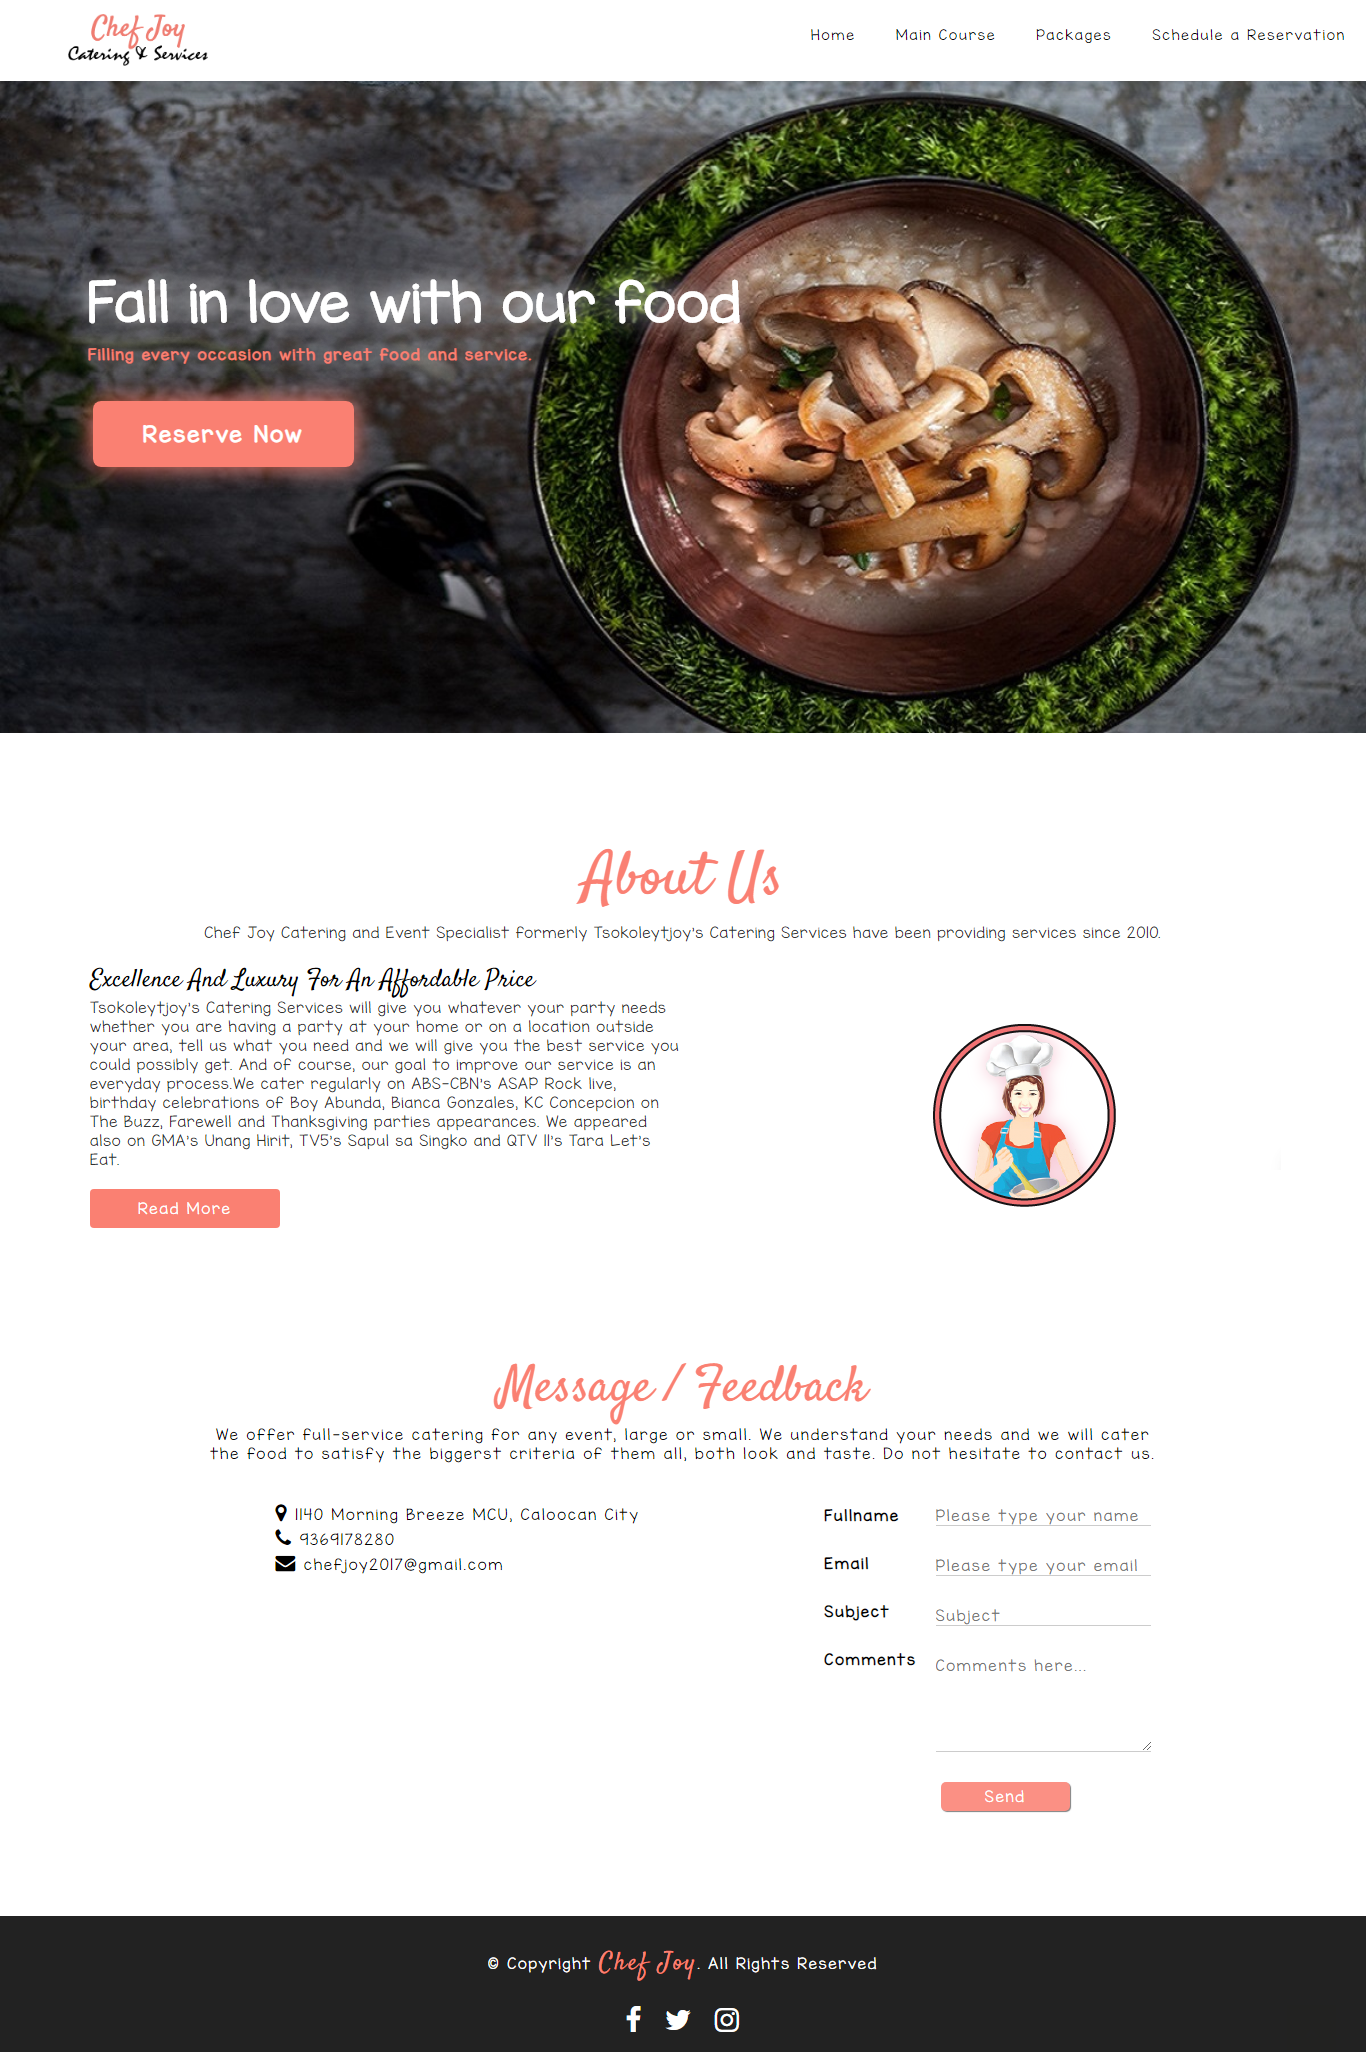 Chef Joy
Catering & Services
Home Main Course Packages Schedule a Reservation
Fall in love with our food
Filling every occasion with great food and service.
Reserve Now
About Us
Chef Joy Catering and Event Specialist formerly Tsokoleytjoy's Catering Services have been providing services since 2010.
Excellence And Luxury For An Affordable Price
Tsokoleytjoy's Catering Services will give you whatever your party needs
whether you are having a party at your home or on a location outside
your area, tell us what you need and we will give you the best service you
could possibly get. And of course, our goal to improve our service is an
everyday process.We cater regularly on ABS-CBN's ASAP Rock live,
birthday celebrations of Boy Abunda, Bianca Gonzales, KC Concepcion on
The Buzz, Farewell and Thanksgiving parties appearances. We appeared
also on GMA's Unang Hirit, TV5's Sapul sa Singko and QTV 11's Tara Let's
Eat.
Read More
Message / Feedback
We offer full-service catering for any event, large or small. We understand your needs and we will cater
the food to satisfy the biggerst criteria of them all, both look and taste. Do not hesitate to contact us.
1140 Morning Breeze MCU, Caloocan City
9369178280
chefjoy2017@gmail.com
Fullname Please type your name
Email Please type your email
Subject Subject
Comments Comments here...
Send
© Copyright Chef Joy. All Rights Reserved